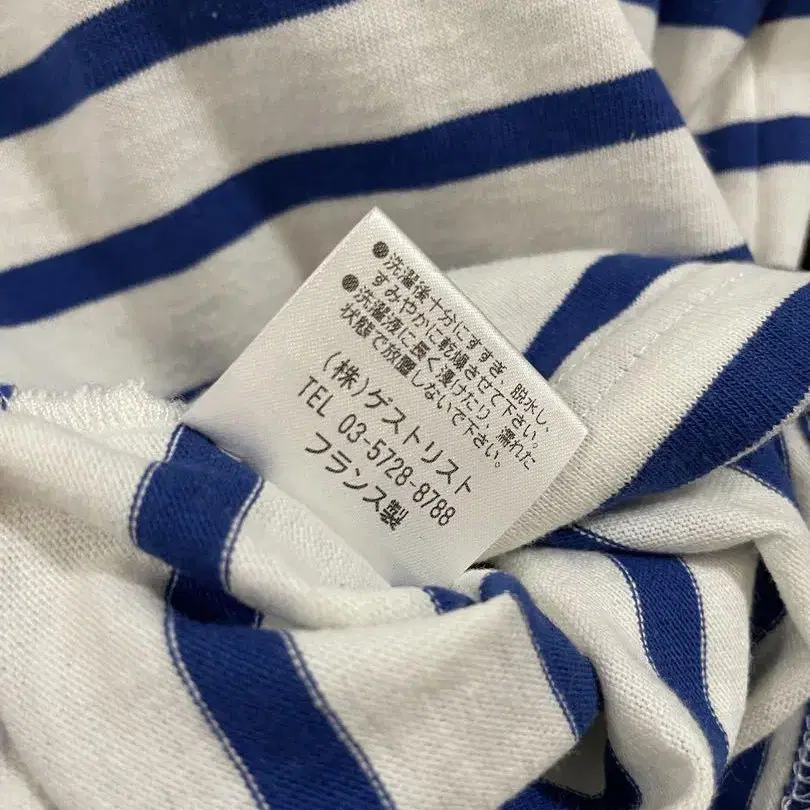 ●洗濯後十分にすすぎ、脱水し、
すみやかに乾燥させて下さい。
●洗濯液に長く浸けたり、濡れた
状態で放置しないで下さい。
(株)ゲストリスト
TEL 03-5728-8788
フランス製